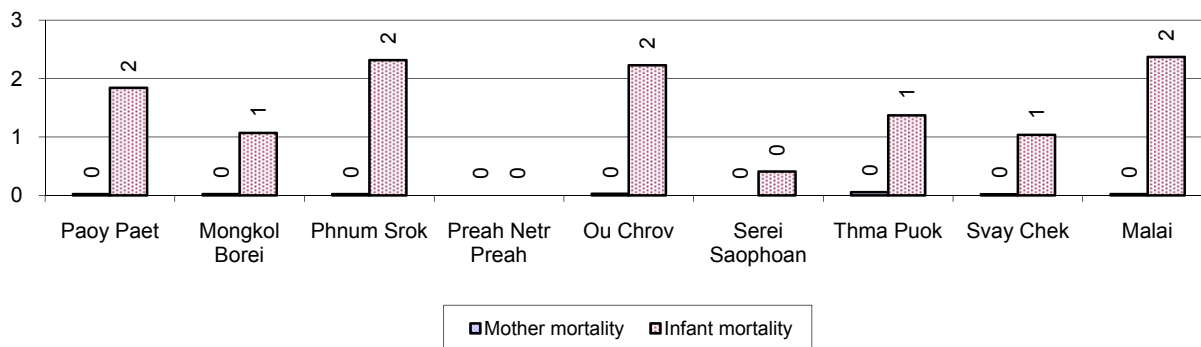 3
2
1
0
0 2
0 1
0 2
0 0
0 2
0 0
0 1
0 1
0 2
Paoy Paet
Mongkol
Borei
Phnum Srok
Preah Netr
Preah
Ou Chrov
Serei
Saophoan
Thma Puok
Svay Chek
Malai
Mother mortality Infant mortality